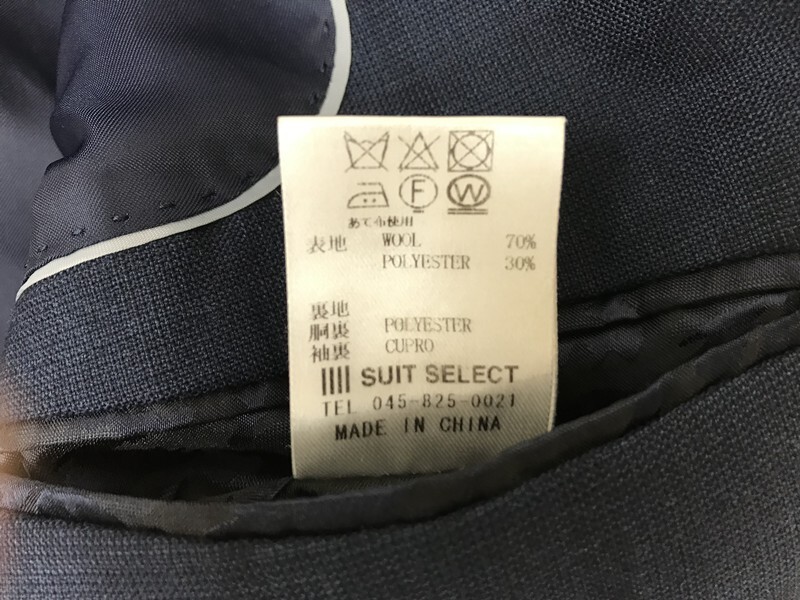 F W
あて布使用
表地 WOOL 70%
POLYESTER 30%
裏地
胴裏 POLYESTER
袖裏 CUPRO
SUIT SELECT
TEL 045-825-0021
MADE IN CHINA